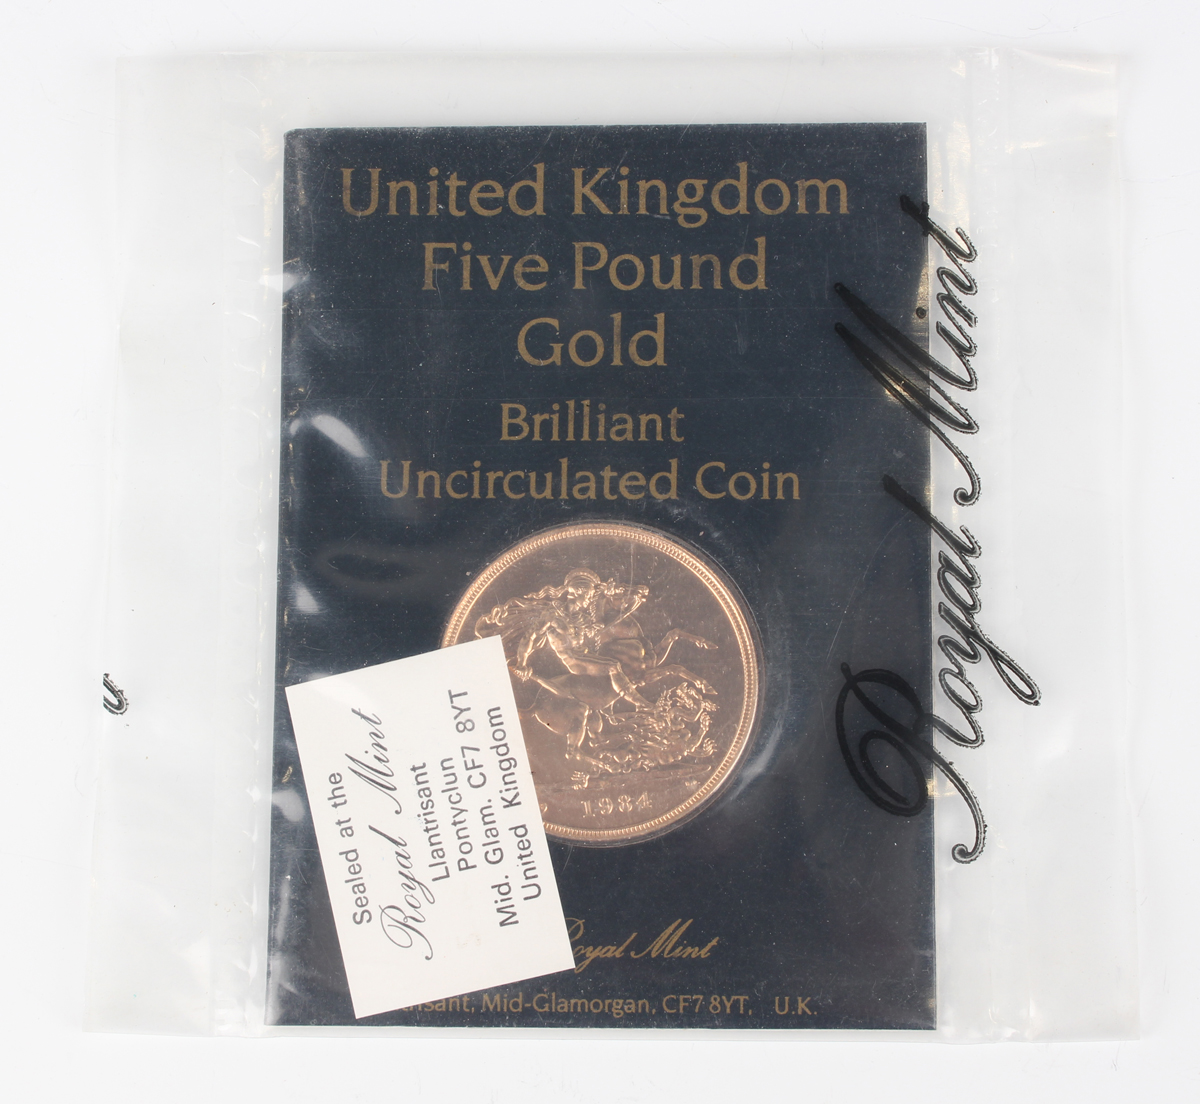 United Kingdom
Five Pound
Gold
Brilliant
Uncirculated Coin
1984
Royal Mint
Mid-Glamorgan, CF7 8YT, U.K.
Sealed at the
Royal Mint
Llantrisant
Pontyclun
Mid. Glam. CF7 8YT
United Kingdom
Royal Mint